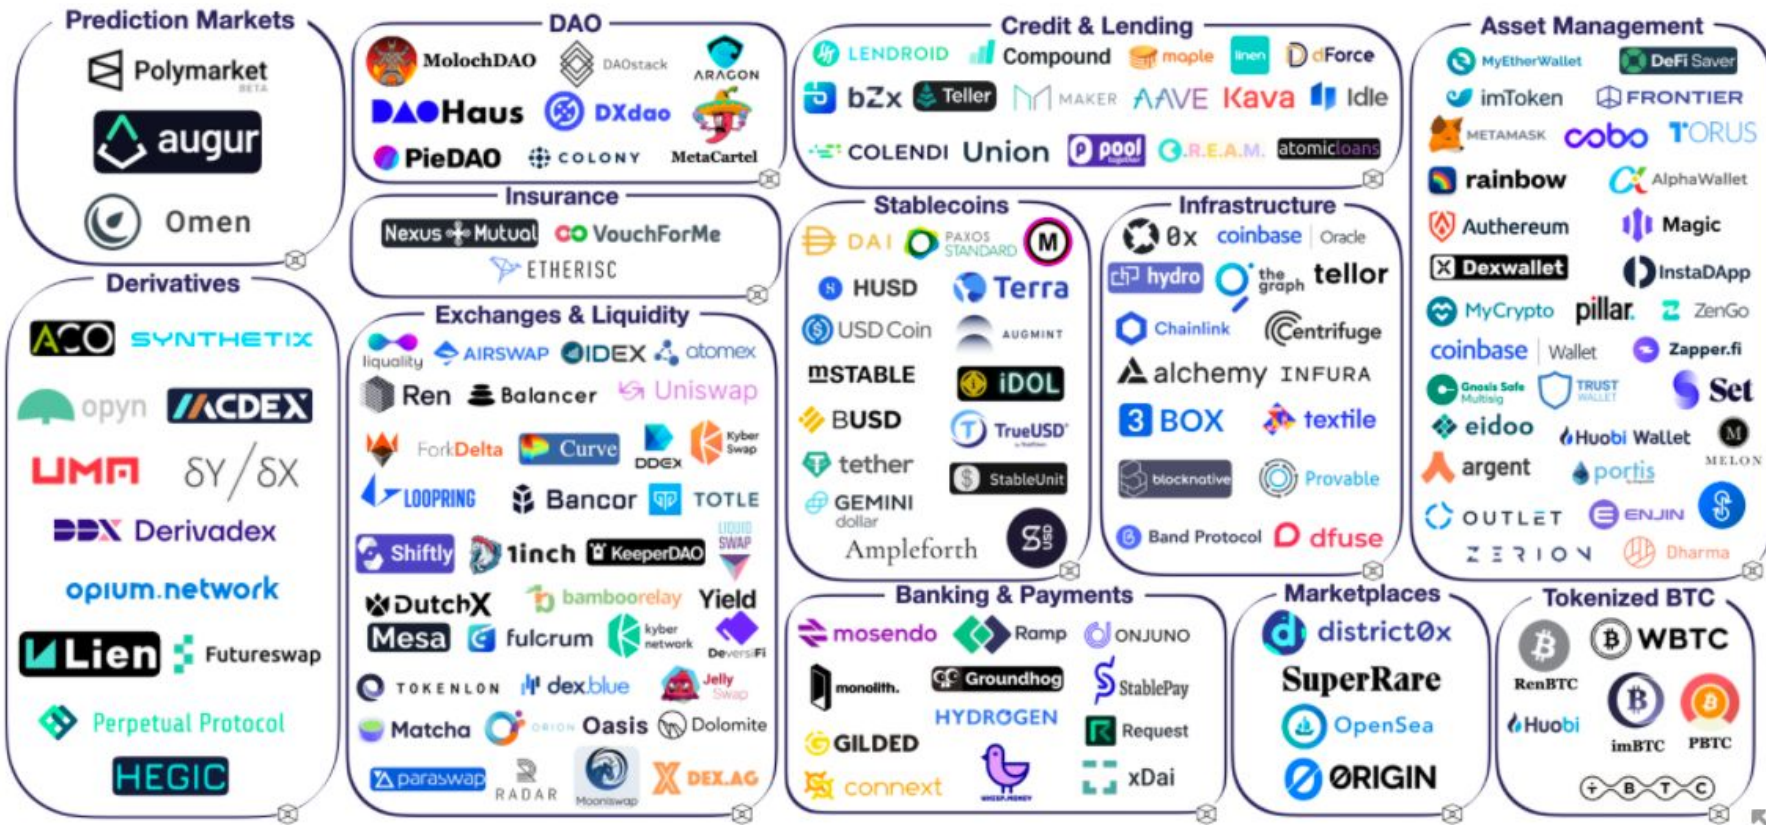 Prediction Markets
Polymarket
BETA
augur
Omen
DAO
MolochDAO
DAOstack
ARAGON
DAOHaus
DXdao
PieDAO
COLONY
MetaCartel
Insurance
Nexus Mutual
VouchForMe
ETHERISC
Credit & Lending
LENDROID
Compound
maple
linen
dForce
bZx
Teller
MAKER
AAVE
Kava
Idle
COLENDI
Union
pool
together
C.R.E.A.M.
atomicloans
Asset Management
MyEtherWallet
DeFi Saver
imToken
FRONTIER
METAMASK
cobo
TORUS
rainbow
AlphaWallet
Authereum
Magic
Dexwallet
InstaDApp
MyCrypto
pillar.
ZenGo
coinbase | Wallet
Zapper.fi
Gnosis Safe
Multisig
TRUST
WALLET
Set
eidoo
Huobi Wallet
M
MELON
argent
portis
OUTLET
ENJIN
ZERION
Dharma
Derivatives
ACO
SYNTHETIX
opyn
MCDEX
UMA
δY/δX
DDX Derivadex
opium.network
Lien
Futureswap
Perpetual Protocol
HEGIC
Exchanges & Liquidity
liquality
AIRSWAP
IDEX
atomex
Ren
Balancer
Uniswap
ForkDelta
Curve
DDEX
Kyber
Swap
LOOPRING
Bancor
TOTLE
Shiftly
1inch
KeeperDAO
LIQUID
SWAP
DutchX
bamboorelay
Yield
Mesa
fulcrum
kyber
network
DeversiFi
TOKENLON
dex.blue
Jelly
Swap
Matcha
ORION
Oasis
Dolomite
paraswap
RADAR
Mooniswap
DEX.AG
Stablecoins
DAI
PAXOS
STANDARD
M
HUSD
Terra
USD Coin
AUGMINT
mSTABLE
iDOL
BUSD
TrueUSD
tether
StableUnit
GEMINI
dollar
Ampleforth
SUSD
Infrastructure
0x
coinbase | Oracle
hydro
the
graph
tellor
Chainlink
Centrifuge
alchemy
INFURA
3 BOX
textile
blocknative
Provable
Band Protocol
dfuse
Banking & Payments
mosendo
Ramp
ONJUNO
monolith.
Groundhog
StablePay
HYDROGEN
GILDED
Request
connext
WHISP.MONEY
xDai
Marketplaces
district0x
SuperRare
OpenSea
ORIGIN
Tokenized BTC
RenBTC
WBTC
Huobi
imBTC
PBTC
tBTC